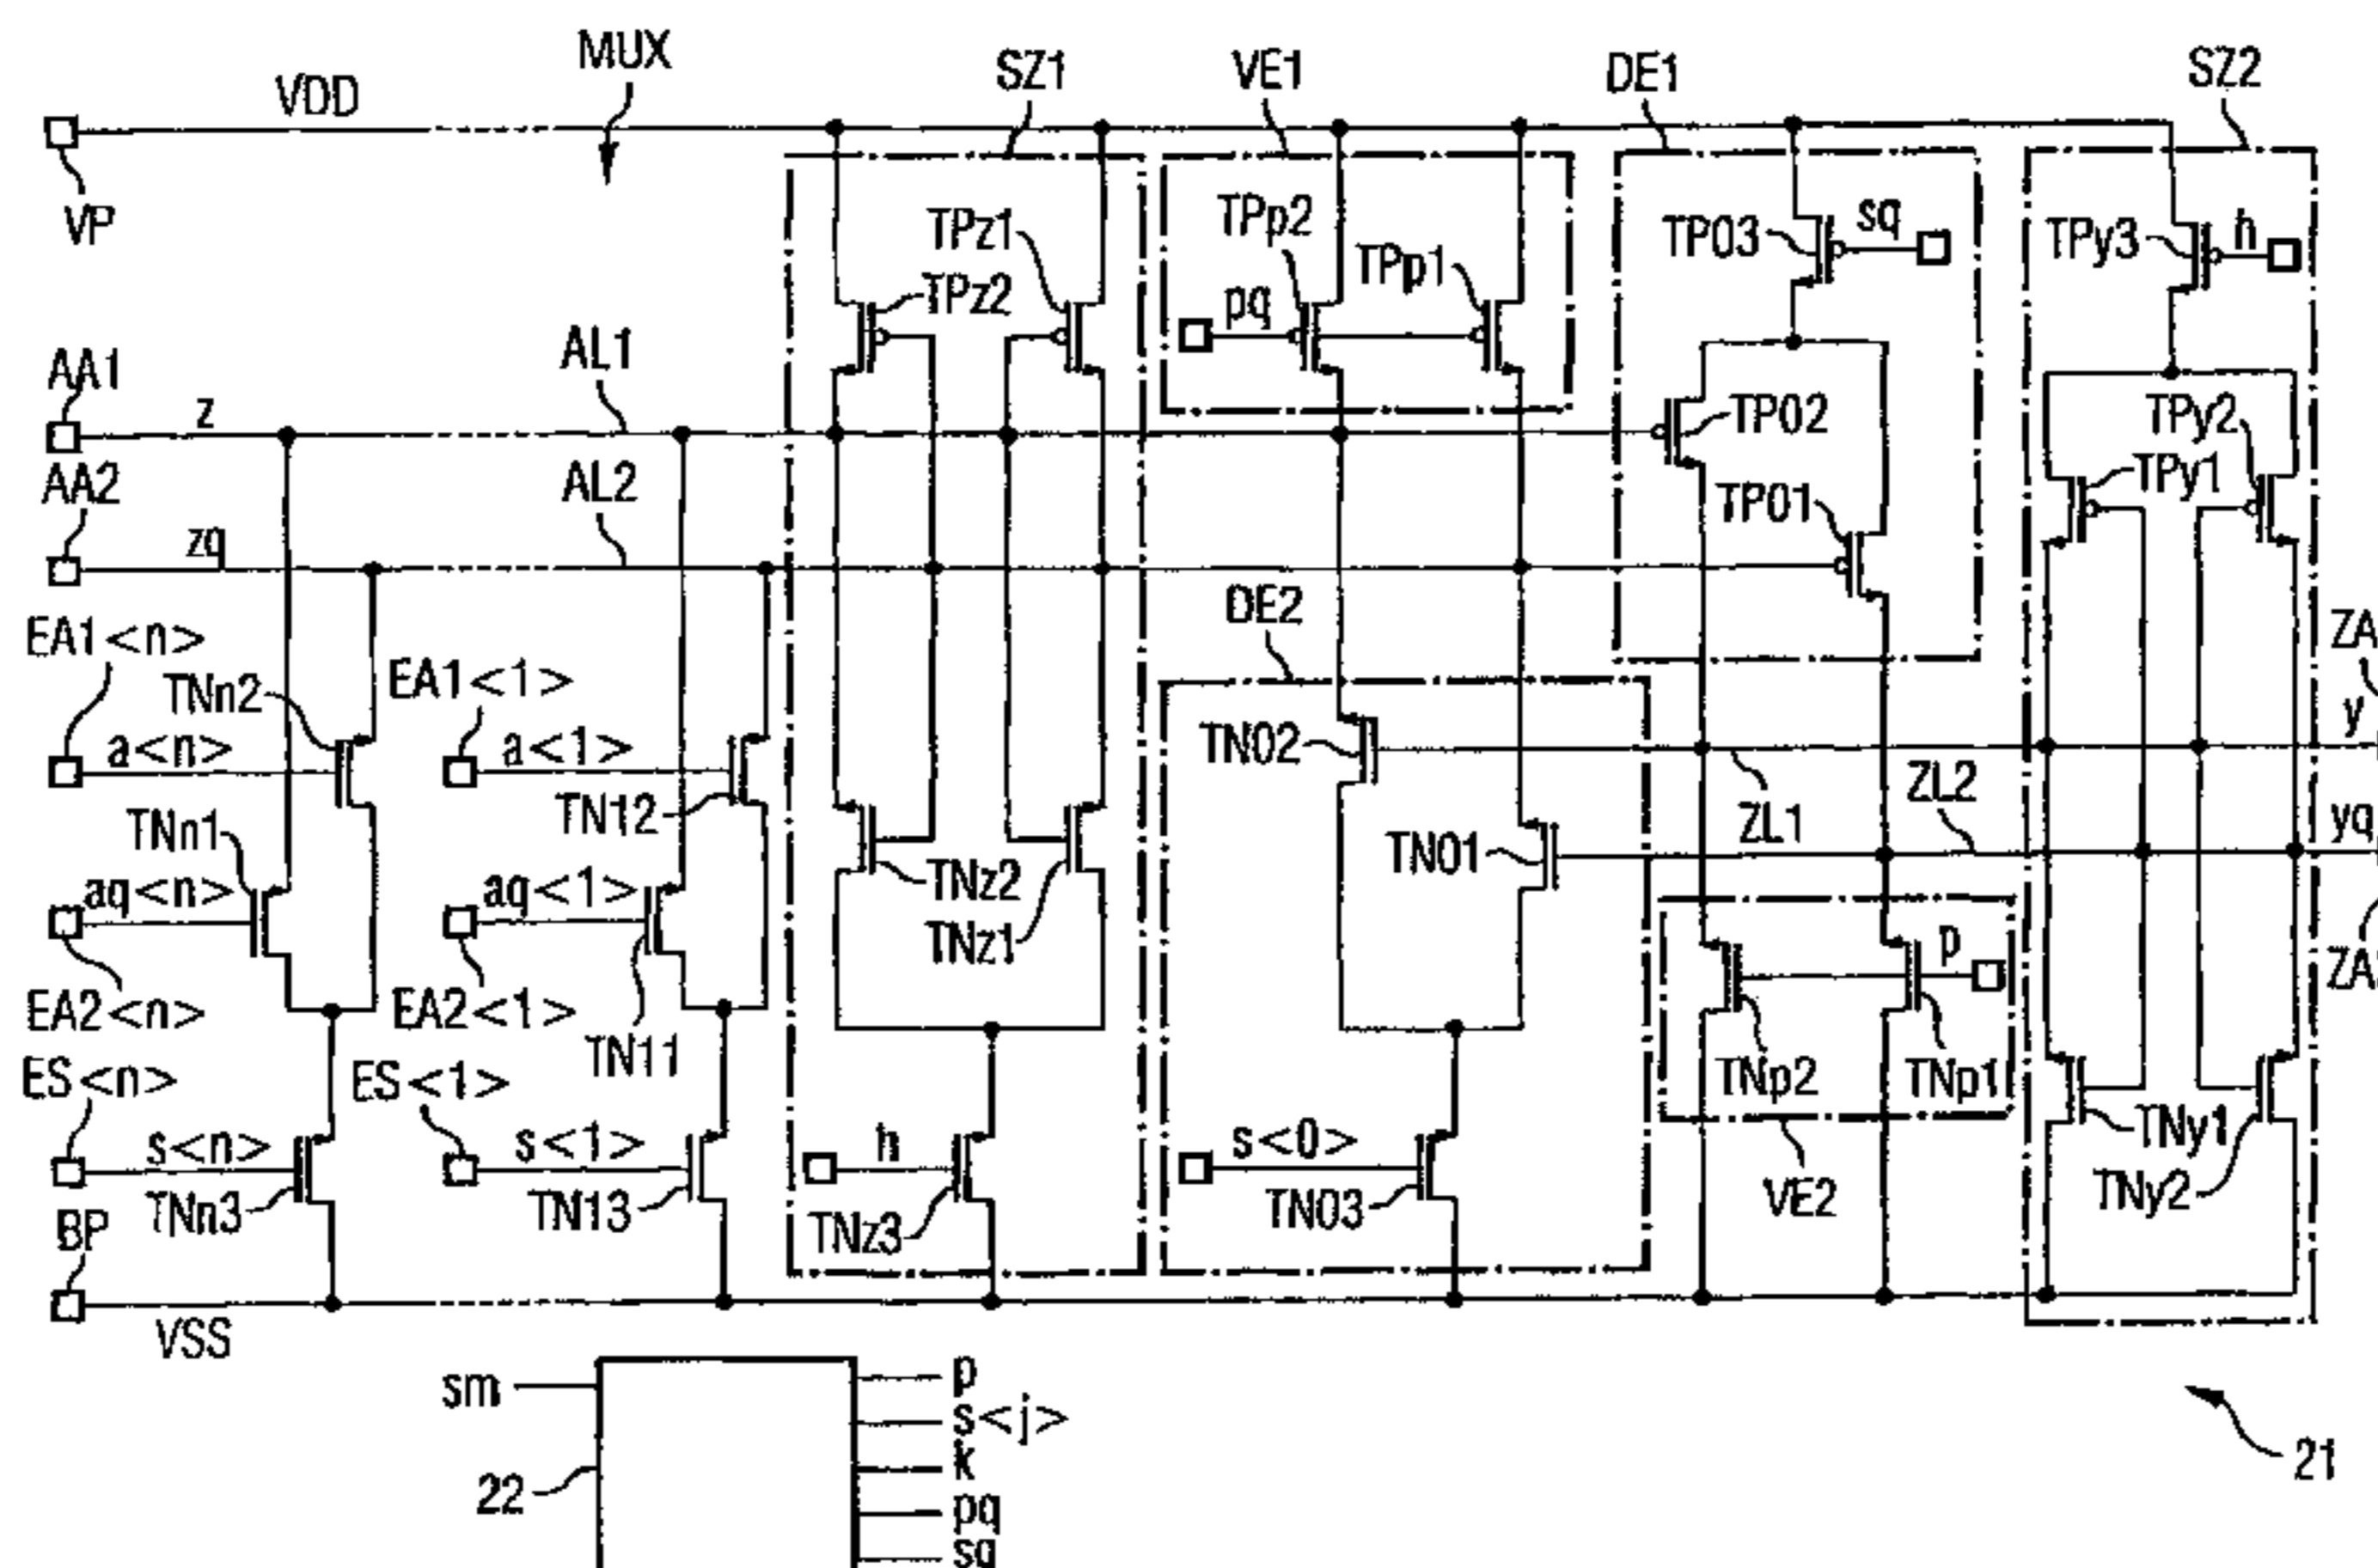 MUX
SZ1
VE1
DE1
SZ2
VDD
VP
TPz1
TPz2
TPp2
TPp1
pq
TP03
sq
TPy3
h
AA1
z
AL1
TP02
TPy2
AA2
zq
AL2
TPy1
TP01
EA1<n>
TNn2
a<n>
EA1<1>
a<1>
TN12
DE2
TN02
ZA
y
ZL1
ZL2
yq
TNn1
aq<n>
aq<1>
TNz2
TNz1
TN01
p
EA2<n>
EA2<1>
TN11
TNp2
TNp1
ZA
ES<n>
ES<1>
s<n>
s<1>
h
s<0>
TNy1
TNn3
TN13
TNz3
TN03
VE2
TNy2
BP
VSS
sm
p
s<j>
k
pq
sq
22
21